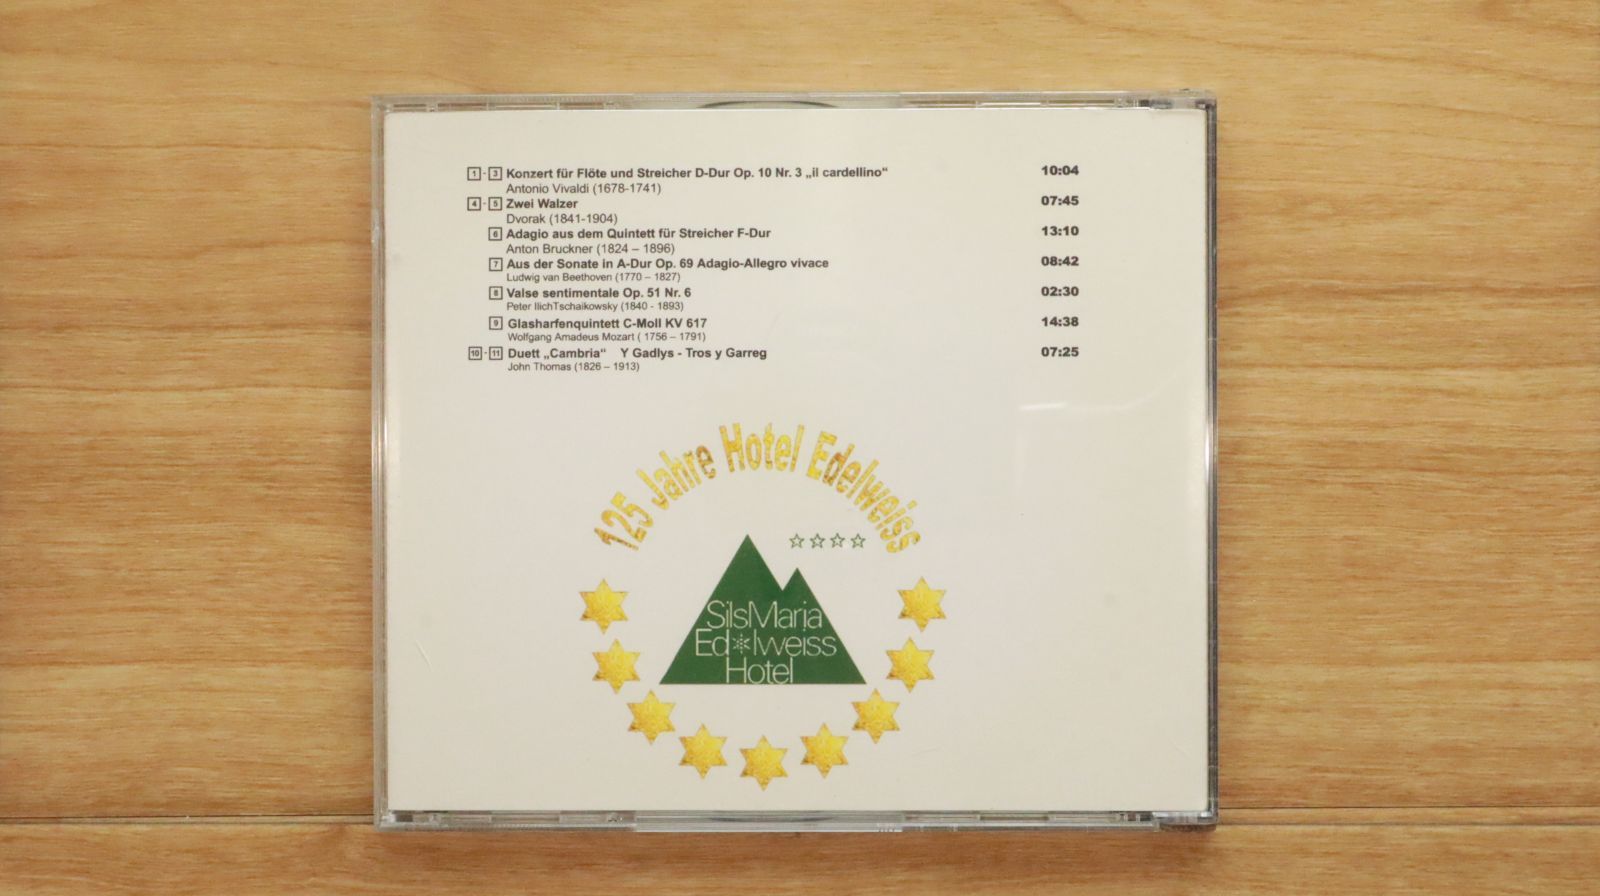 1 - 3 Konzert für Flöte und Streicher D-Dur Op. 10 Nr. 3 „il cardellino“ 10:04
Antonio Vivaldi (1678-1741)
4 - 5 Zwei Walzer 07:45
Dvorak (1841-1904)
6 Adagio aus dem Quintett für Streicher F-Dur 13:10
Anton Bruckner (1824 – 1896)
7 Aus der Sonate in A-Dur Op. 69 Adagio-Allegro vivace 08:42
Ludwig van Beethoven (1770 – 1827)
8 Valse sentimentale Op. 51 Nr. 6 02:30
Peter IlichTschaikowsky (1840 - 1893)
9 Glasharfenquintett C-Moll KV 617 14:38
Wolfgang Amadeus Mozart ( 1756 – 1791)
10 - 11 Duett „Cambria“ Y Gadlys - Tros y Garreg 07:25
John Thomas (1826 – 1913)
125 Jahre Hotel Edelweiss
SilsMaria
Ed*lweiss
Hotel